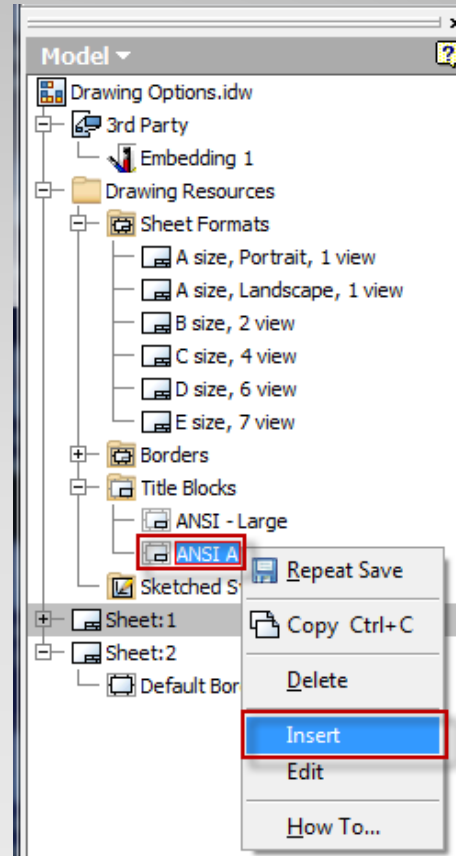 Model
?
Drawing Options.idw
3rd Party
Embedding 1
Drawing Resources
Sheet Formats
A size, Portrait, 1 view
A size, Landscape, 1 view
B size, 2 view
C size, 4 view
D size, 6 view
E size, 7 view
Borders
Title Blocks
ANSI - Large
ANSI A
Sketched S
Sheet:1
Sheet:2
Default Bor
Repeat Save
Copy Ctrl+C
Delete
Insert
Edit
How To...